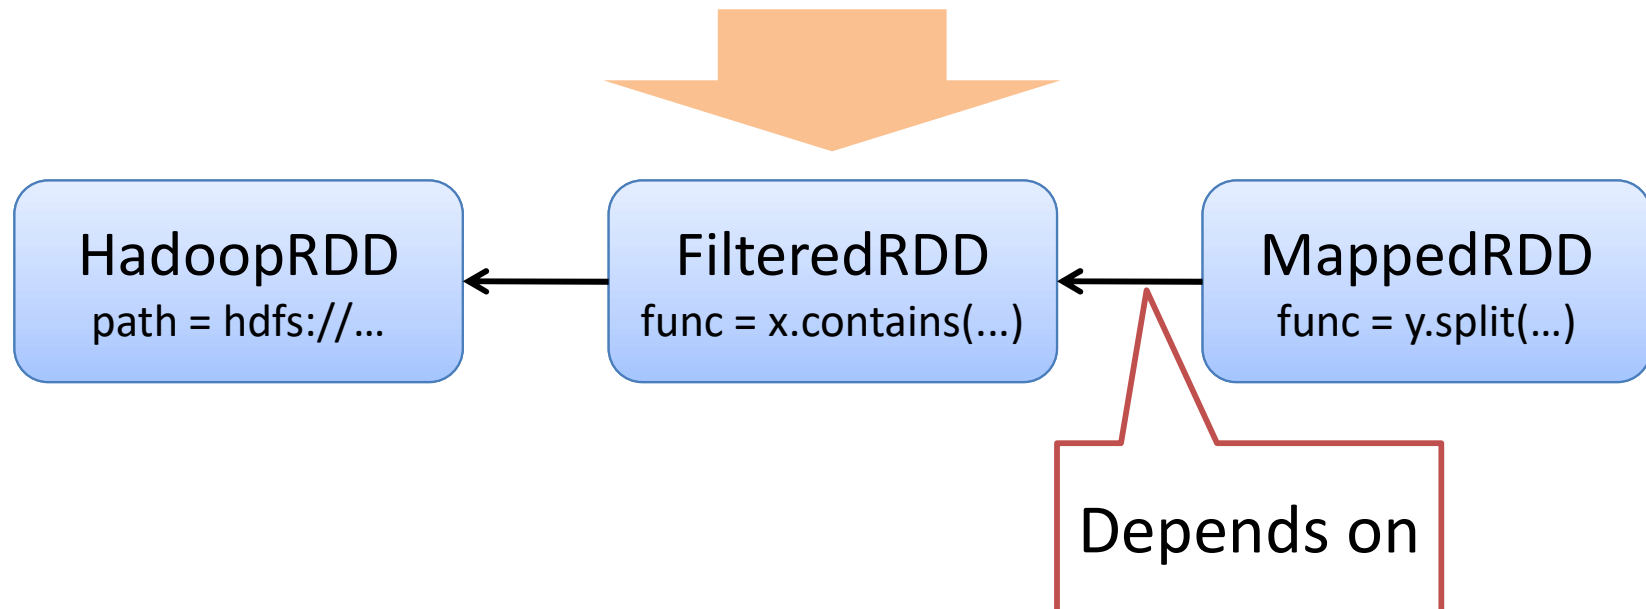 HadoopRDD
path = hdfs://…
FilteredRDD
func = x.contains(...)
MappedRDD
func = y.split(…)
Depends on